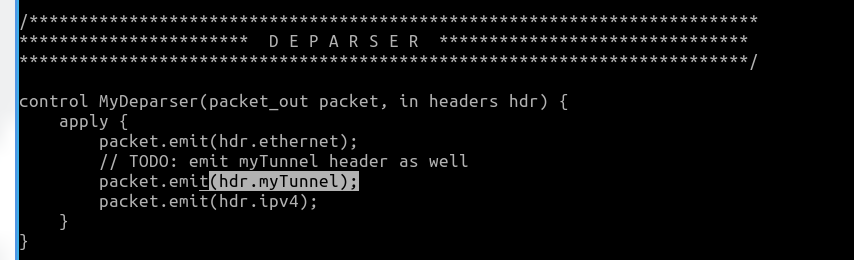 /*************************************************************************
***********************  D E P A R S E R  *******************************
*************************************************************************/
control MyDeparser(packet_out packet, in headers hdr) {
    apply {
        packet.emit(hdr.ethernet);
        // TODO: emit myTunnel header as well
        packet.emit(hdr.myTunnel);
        packet.emit(hdr.ipv4);
    }
}